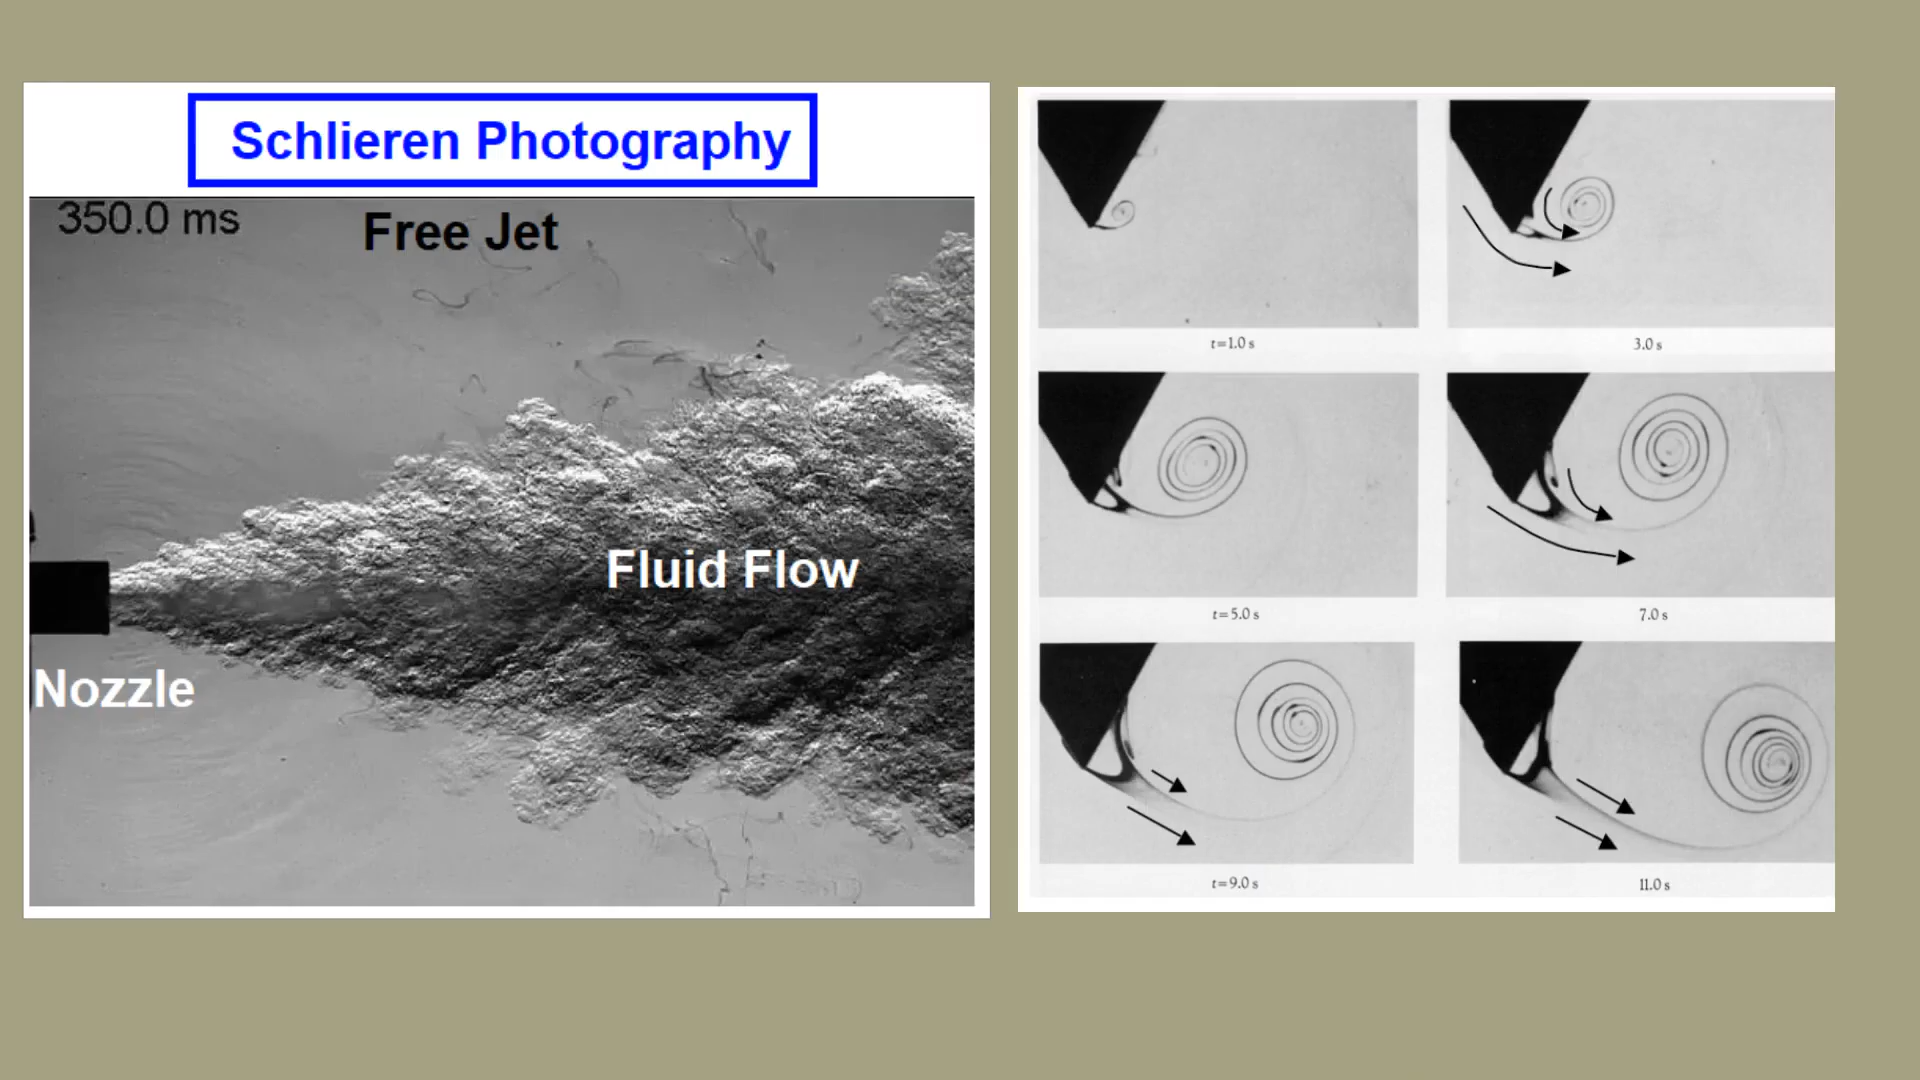 Schlieren Photography
350.0 ms
Free Jet
Fluid Flow
Nozzle
t=1.0 s
3.0 s
t=5.0 s
7.0 s
t=9.0 s
11.0 s